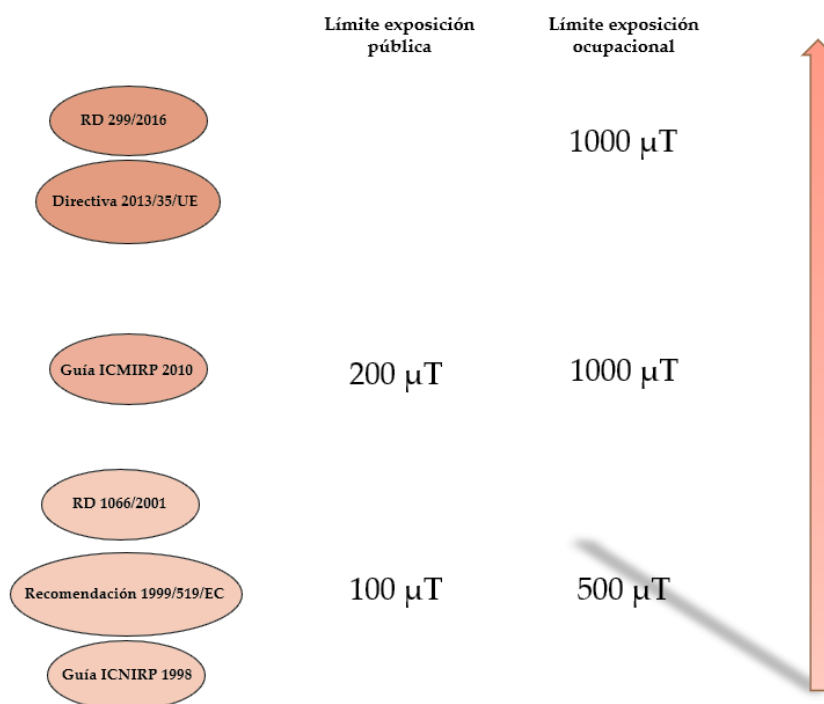 Límite exposición
pública
Límite exposición
ocupacional
RD 299/2016
1000 µT
Directiva 2013/35/UE
Guía ICMIRP 2010
200 µT
1000 µT
RD 1066/2001
Recomendación 1999/519/EC
100 µT
500 µT
Guía ICNIRP 1998